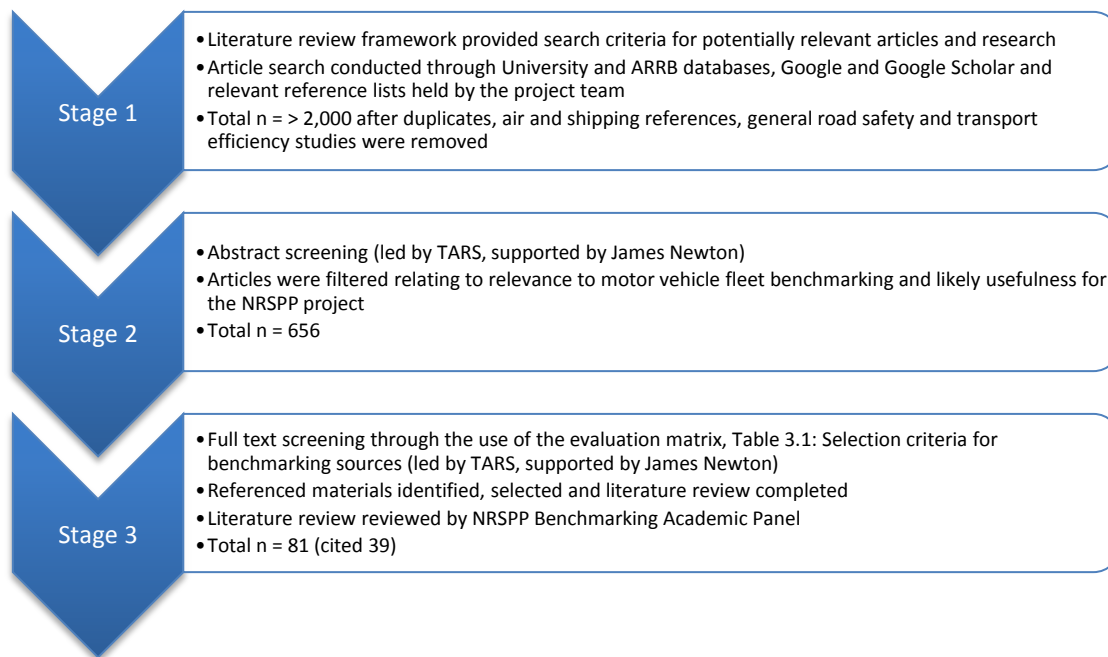 Stage 1
•Literature review framework provided search criteria for potentially relevant articles and research
•Article search conducted through University and ARRB databases, Google and Google Scholar and
relevant reference lists held by the project team
•Total n = > 2,000 after duplicates, air and shipping references, general road safety and transport
efficiency studies were removed
Stage 2
•Abstract screening (led by TARS, supported by James Newton)
•Articles were filtered relating to relevance to motor vehicle fleet benchmarking and likely usefulness for
the NRSPP project
•Total n = 656
Stage 3
•Full text screening through the use of the evaluation matrix, Table 3.1: Selection criteria for
benchmarking sources (led by TARS, supported by James Newton)
•Referenced materials identified, selected and literature review completed
•Literature review reviewed by NRSPP Benchmarking Academic Panel
•Total n = 81 (cited 39)